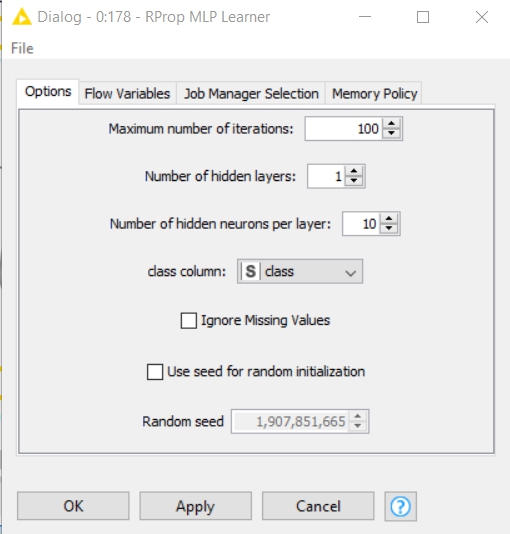 Dialog - 0:178 - RProp MLP Learner
File
Options Flow Variables Job Manager Selection Memory Policy
Maximum number of iterations: 100
Number of hidden layers: 1
Number of hidden neurons per layer: 10
class column: S class
Ignore Missing Values
Use seed for random initialization
Random seed 1,907,851,665
OK Apply Cancel ?